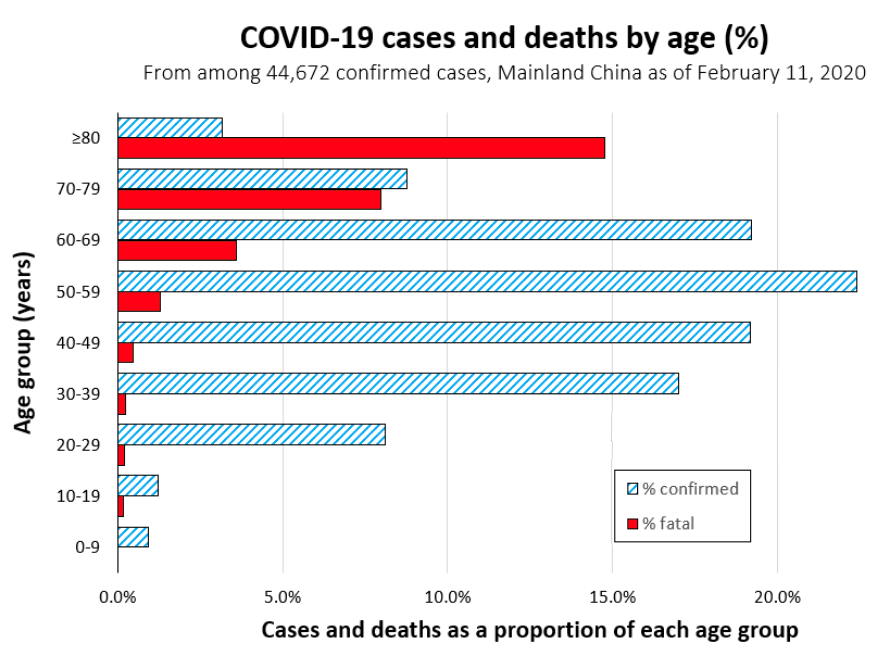 COVID-19 cases and deaths by age (%)
From among 44,672 confirmed cases, Mainland China as of February 11, 2020
Age group (years)
≥80
70-79
60-69
50-59
40-49
30-39
20-29
10-19
0-9
% confirmed
% fatal
0.0% 5.0% 10.0% 15.0% 20.0%
Cases and deaths as a proportion of each age group